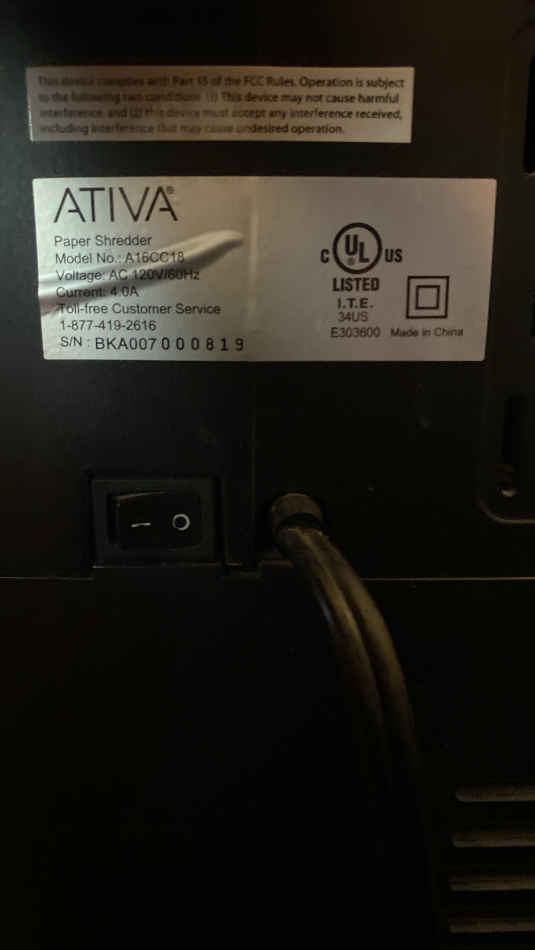 This device complies with Part 15 of the FCC Rules. Operation is subject
to the following two conditions: (1) This device may not cause harmful
interference, and (2) this device must accept any interference received,
including interference that may cause undesired operation.
ATIVA®
Paper Shredder
Model No.: A16CC18
Voltage: AC 120V/60Hz
Current: 4.0A
Toll-free Customer Service
1-877-419-2616
S/N : BKA007000819
C UL ® US
LISTED
I.T.E.
34US
E303600 Made in China